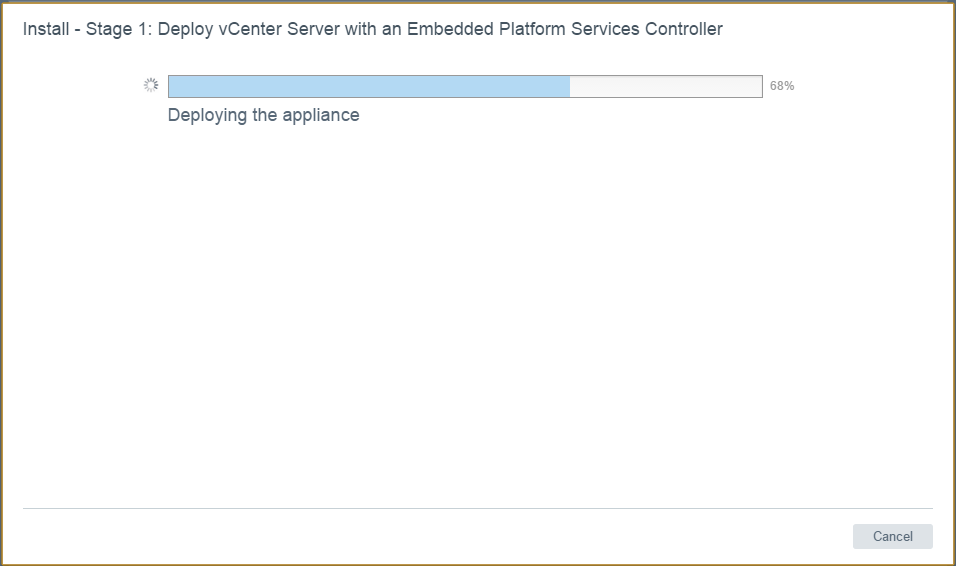 Install - Stage 1: Deploy vCenter Server with an Embedded Platform Services Controller
68%
Deploying the appliance
Cancel